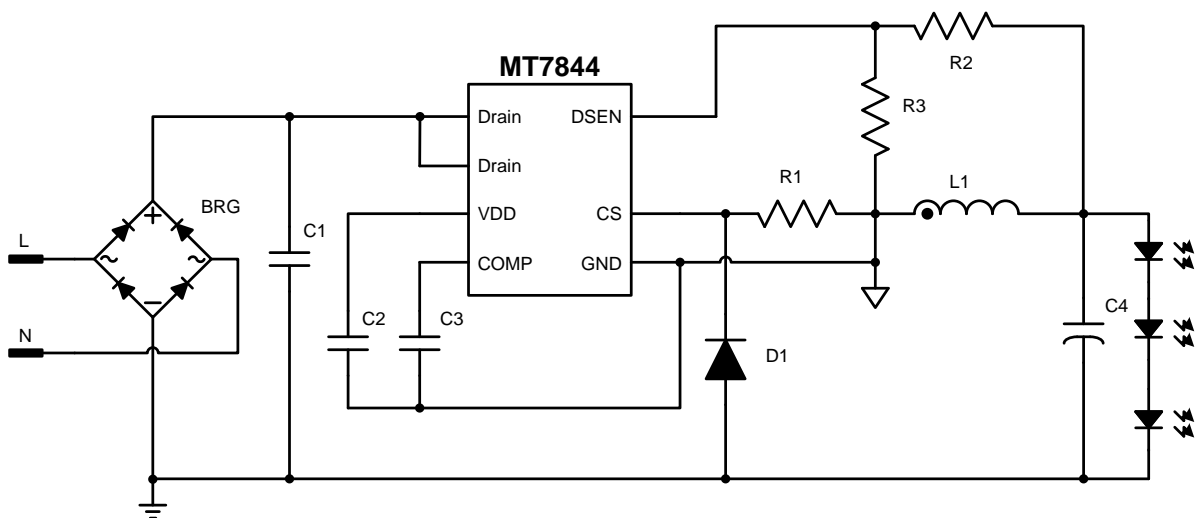 MT7844
R2
R3
Drain
DSEN
Drain
R1
L1
BRG
VDD
CS
L
+
C1
~
~
COMP
GND
−
C2
C3
C4
N
D1